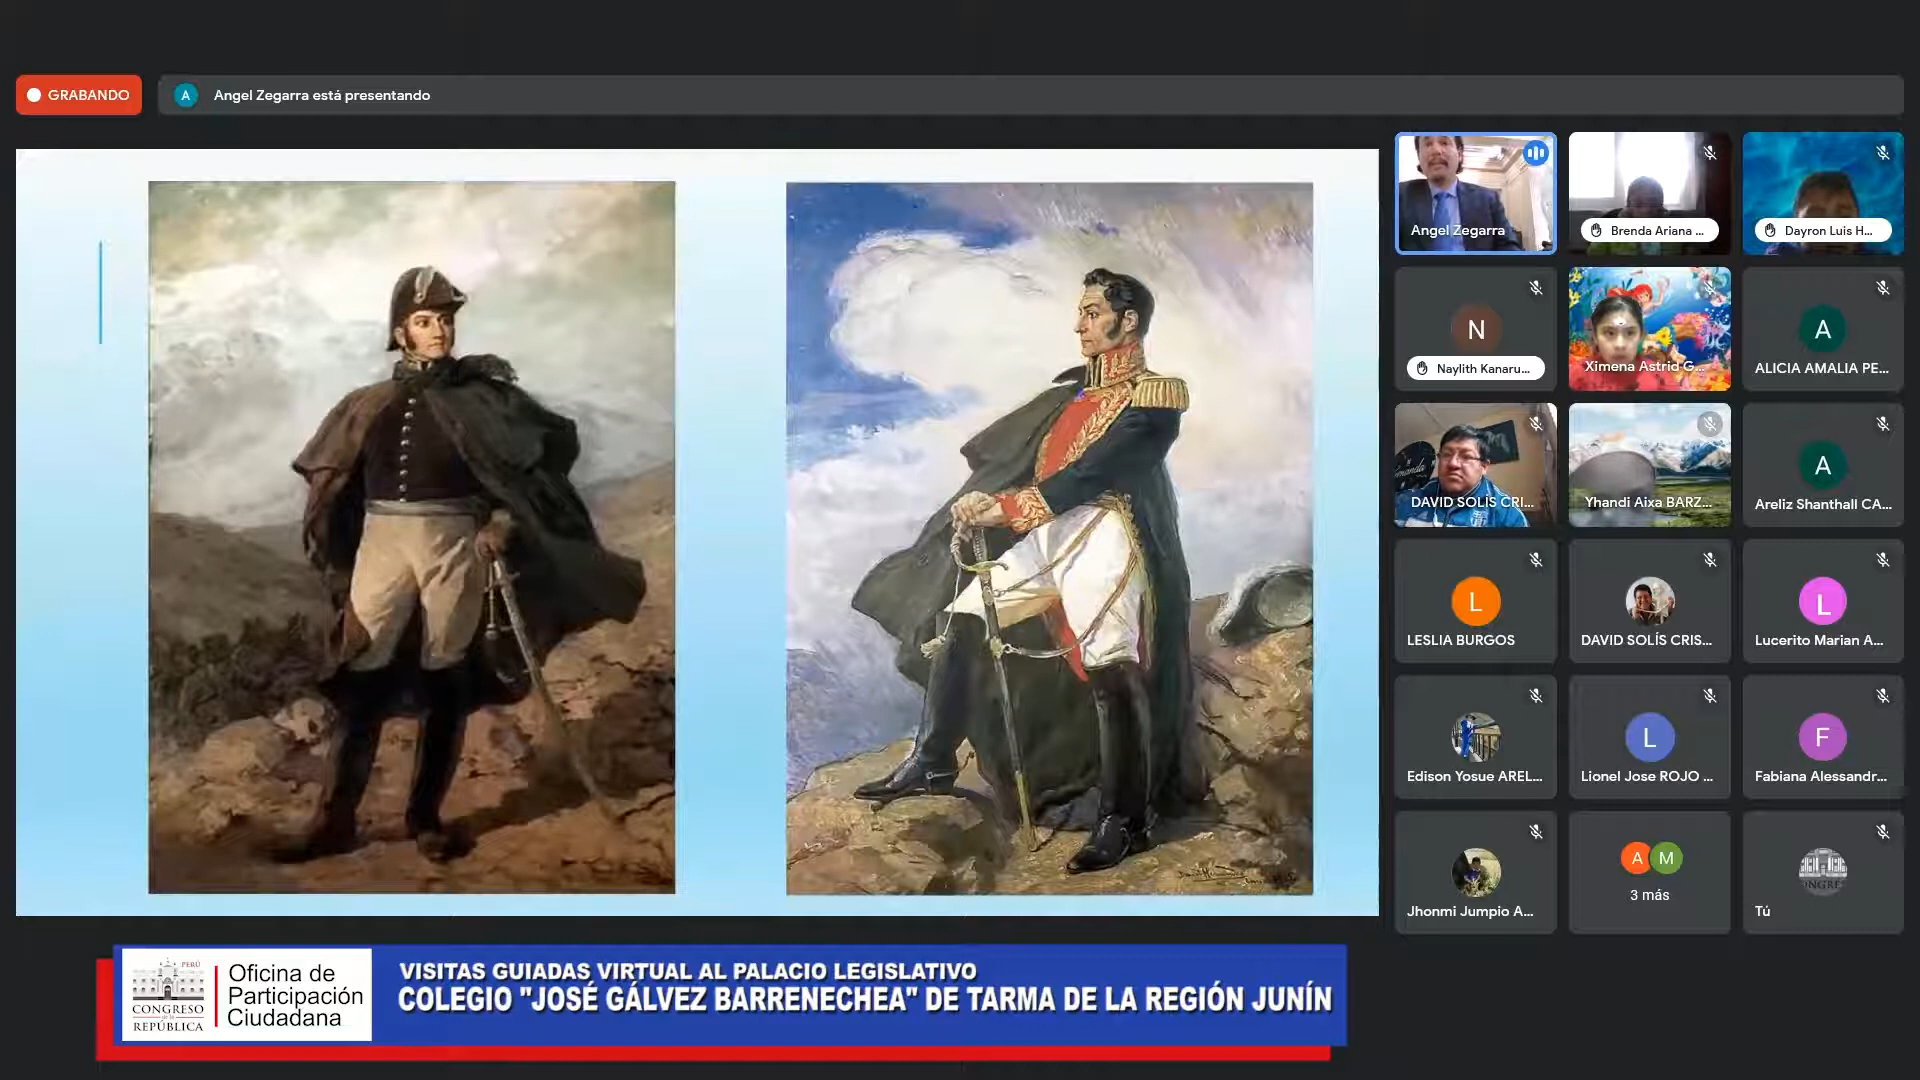 GRABANDO
A
Angel Zegarra está presentando
Angel Zegarra
Brenda Ariana ...
Dayron Luis H...
N
Naylith Kanaru...
Ximena Astrid G...
A
ALICIA AMALIA PE...
DAVID SOLÍS CRI...
Yhandi Aixa BARZ...
A
Areliz Shanthall CA...
L
LESLIA BURGOS
DAVID SOLÍS CRIS...
L
Lucerito Marian A...
Edison Yosue AREL...
L
Lionel Jose ROJO ...
F
Fabiana Alessandr...
Jhonmi Jumpio A...
A M
3 más
Tú
PERÚ
CONGRESO
de la
REPÚBLICA
Oficina de
Participación
Ciudadana
VISITAS GUIADAS VIRTUAL AL PALACIO LEGISLATIVO
COLEGIO "JOSÉ GÁLVEZ BARRENECHEA" DE TARMA DE LA REGIÓN JUNÍN